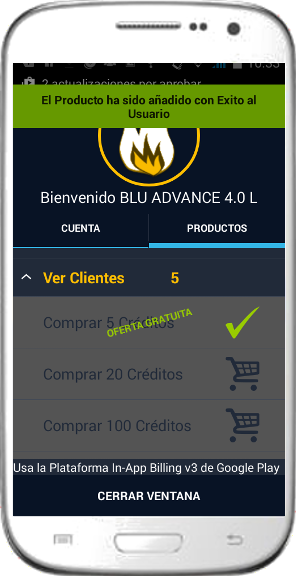 10:33
2 actualizaciones por aprobar
El Producto ha sido añadido con Exito al
Usuario
Bienvenido BLU ADVANCE 4.0 L
CUENTA
PRODUCTOS
Ver Clientes 5
Comprar 5 Créditos
OFERTA GRATUITA
Comprar 20 Créditos
Comprar 100 Créditos
Usa la Plataforma In-App Billing v3 de Google Play
CERRAR VENTANA